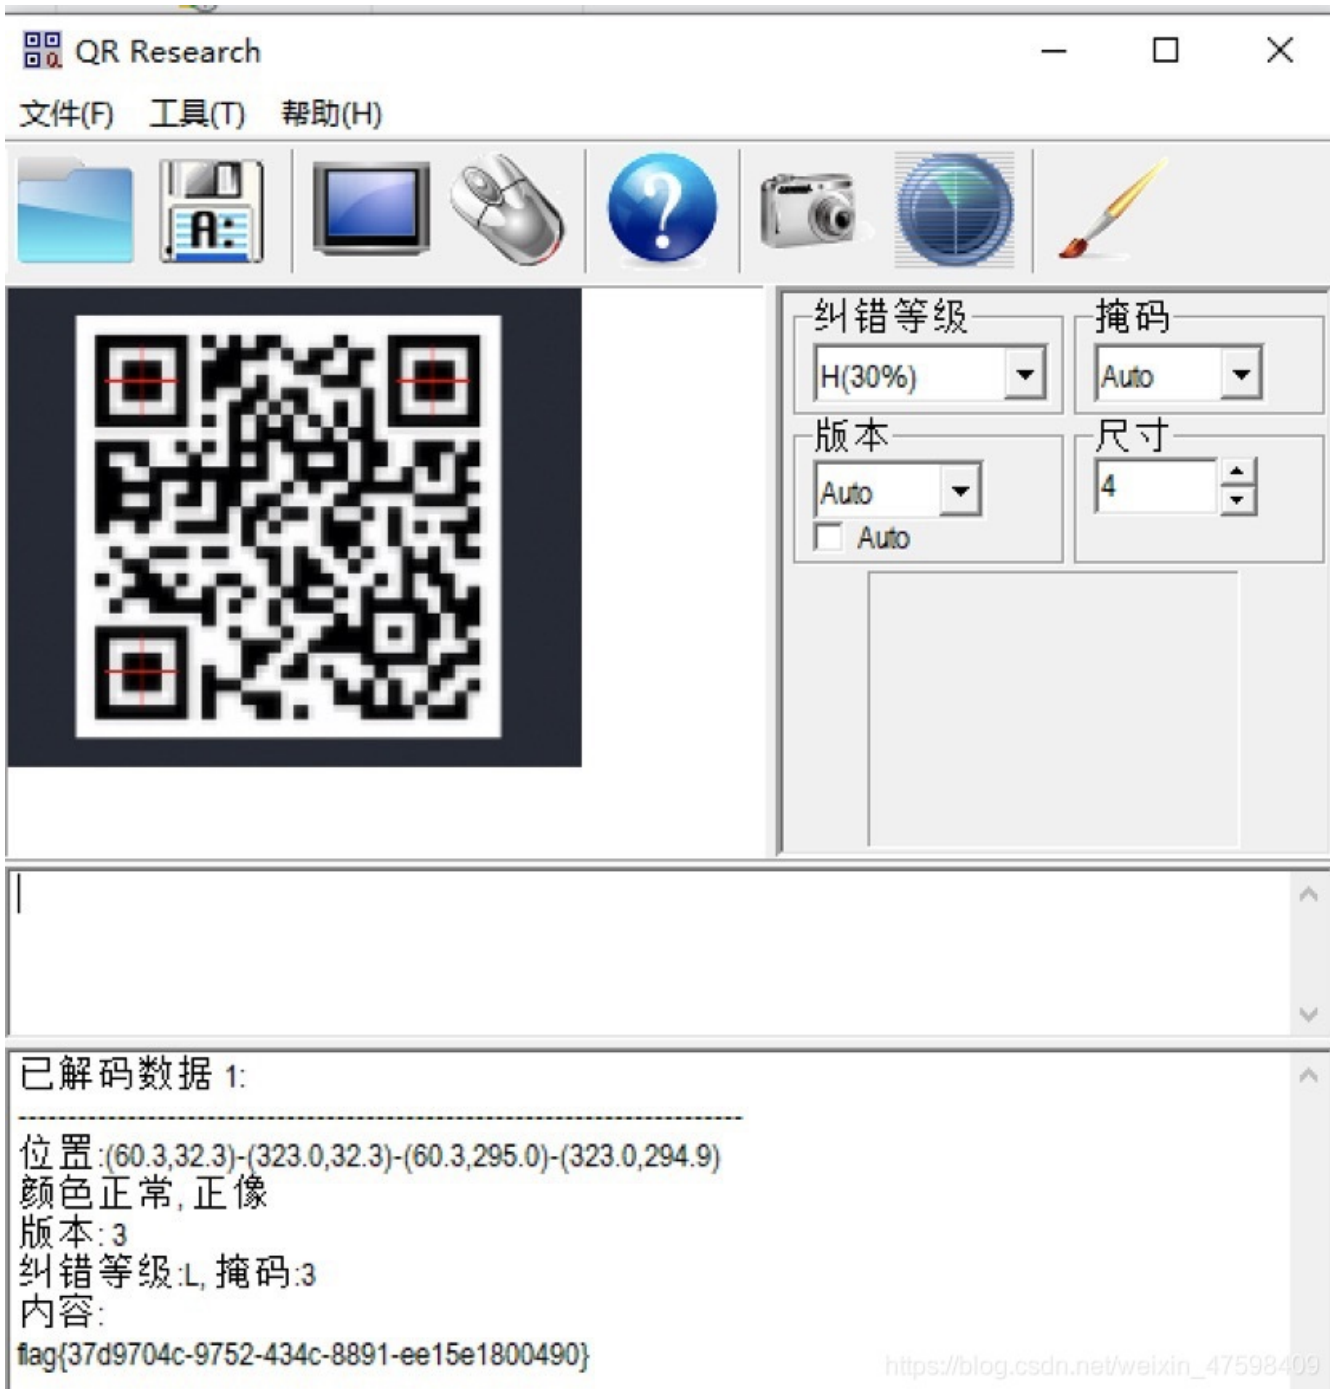 QR Research
文件(F) 工具(T) 帮助(H)
A:
纠错等级 掩码
H(30%) Auto
版本 尺寸
Auto 4
Auto
已解码数据 1:
----------------------------------------------------------------------
位置:(60.3,32.3)-(323.0,32.3)-(60.3,295.0)-(323.0,294.9)
颜色正常, 正像
版本: 3
纠错等级:L, 掩码:3
内容:
flag{37d9704c-9752-434c-8891-ee15e1800490}
https://blog.csdn.net/weixin_47598409